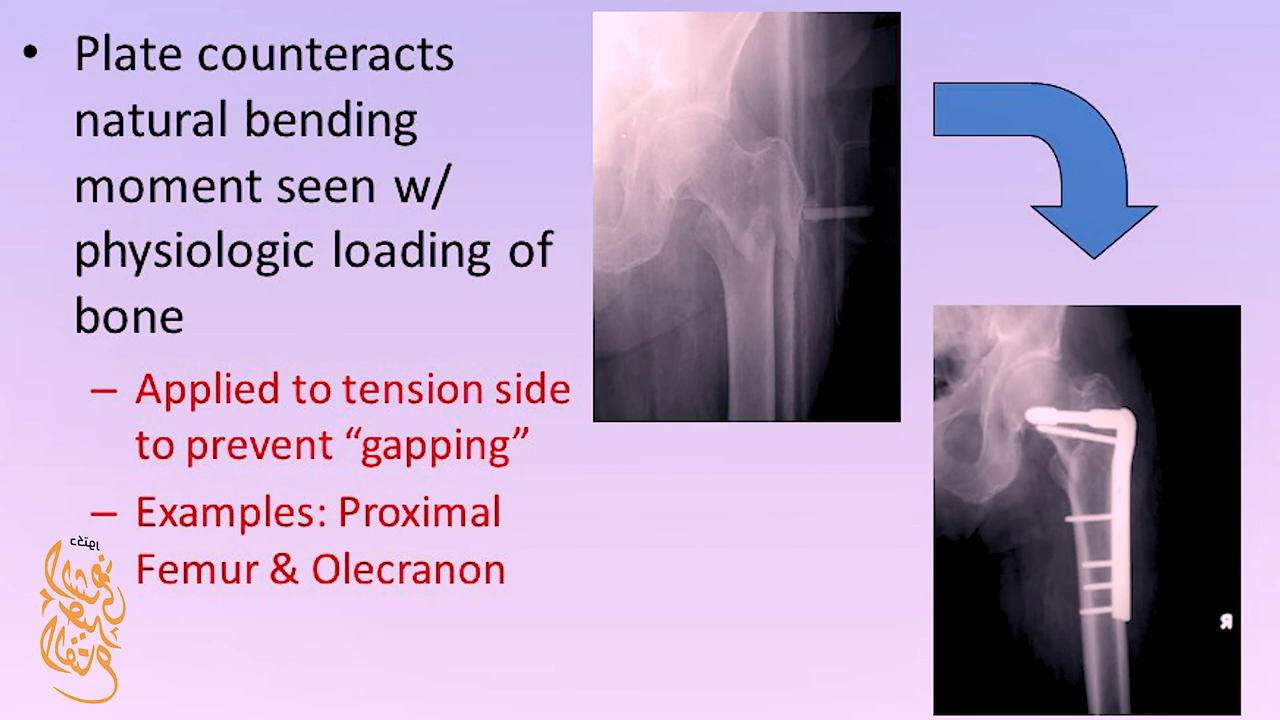 • Plate counteracts
natural bending
moment seen w/
physiologic loading of
bone
– Applied to tension side
to prevent “gapping”
– Examples: Proximal
Femur & Olecranon
R